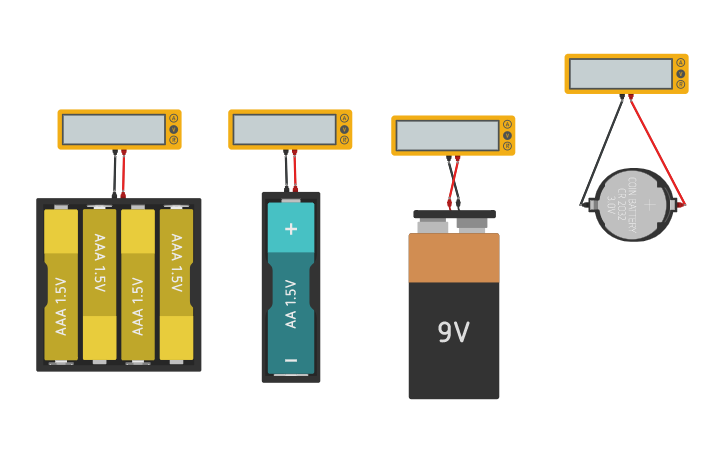 A
V
R
A
V
R
A
V
R
A
V
R
AAA 1.5V
AAA 1.5V
AAA 1.5V
AAA 1.5V
+
AA 1.5V
−
9V
COIN BATTERY
CR 2032
3.0V
+